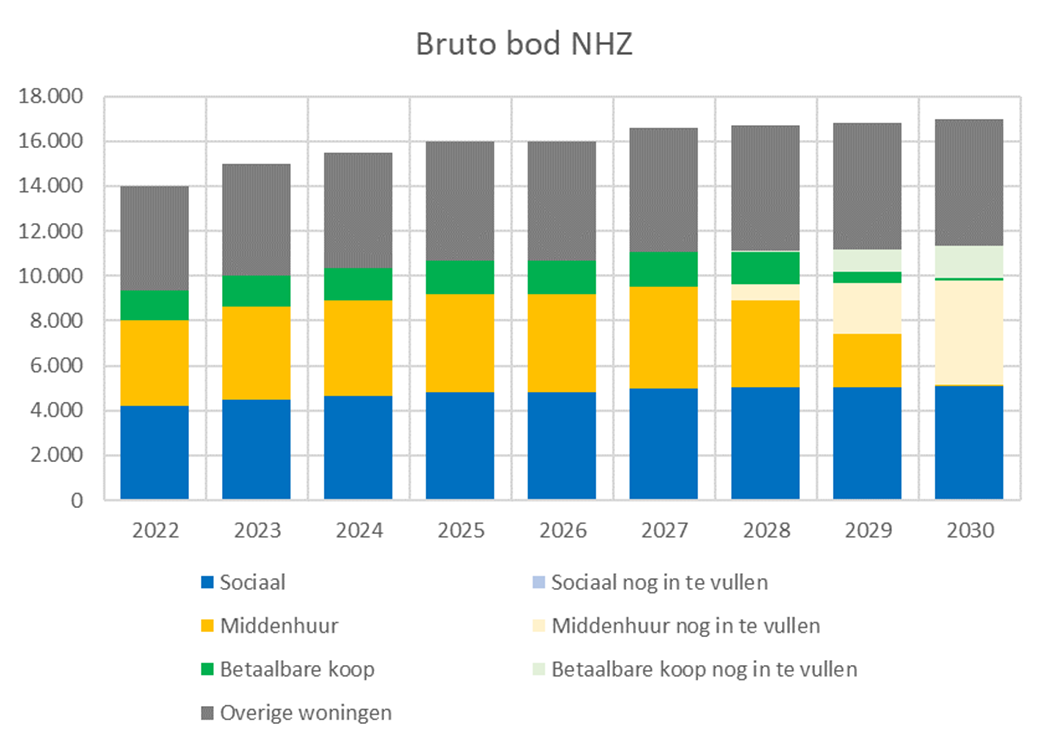 Bruto bod NHZ
18.000
16.000
14.000
12.000
10.000
8.000
6.000
4.000
2.000
0
2022 2023 2024 2025 2026 2027 2028 2029 2030
Sociaal Sociaal nog in te vullen
Middenhuur Middenhuur nog in te vullen
Betaalbare koop Betaalbare koop nog in te vullen
Overige woningen